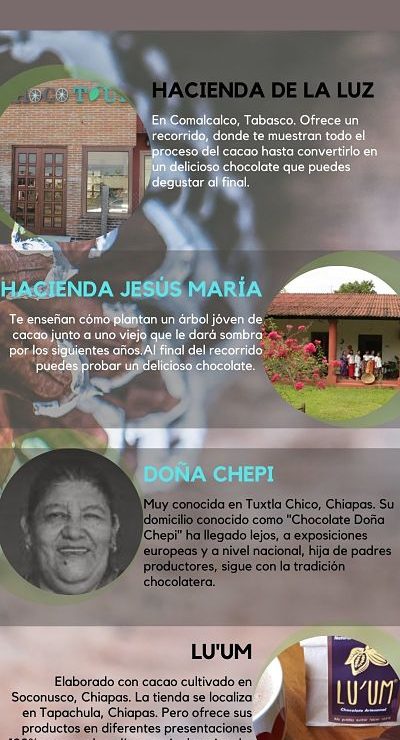 CHOCO TOUR
HACIENDA DE LA LUZ
En Comalcalco, Tabasco. Ofrece un
recorrido, donde te muestran todo el
proceso del cacao hasta convertirlo en
un delicioso chocolate que puedes
degustar al final.
HACIENDA JESÚS MARÍA
Te enseñan cómo plantan un árbol jóven de
cacao junto a uno viejo que le dará sombra
por los siguientes años.Al final del recorrido
puedes probar un delicioso chocolate.
DOÑA CHEPI
Muy conocida en Tuxtla Chico, Chiapas. Su
domicilio conocido como "Chocolate Doña
Chepi" ha llegado lejos, a exposiciones
europeas y a nivel nacional, hija de padres
productores, sigue con la tradición
chocolatera.
LU'UM
Elaborado con cacao cultivado en
Soconusco, Chiapas. La tienda se localiza
en Tapachula, Chiapas. Pero ofrece sus
productos en diferentes presentaciones
LU'UM
Chocolate Artesanal